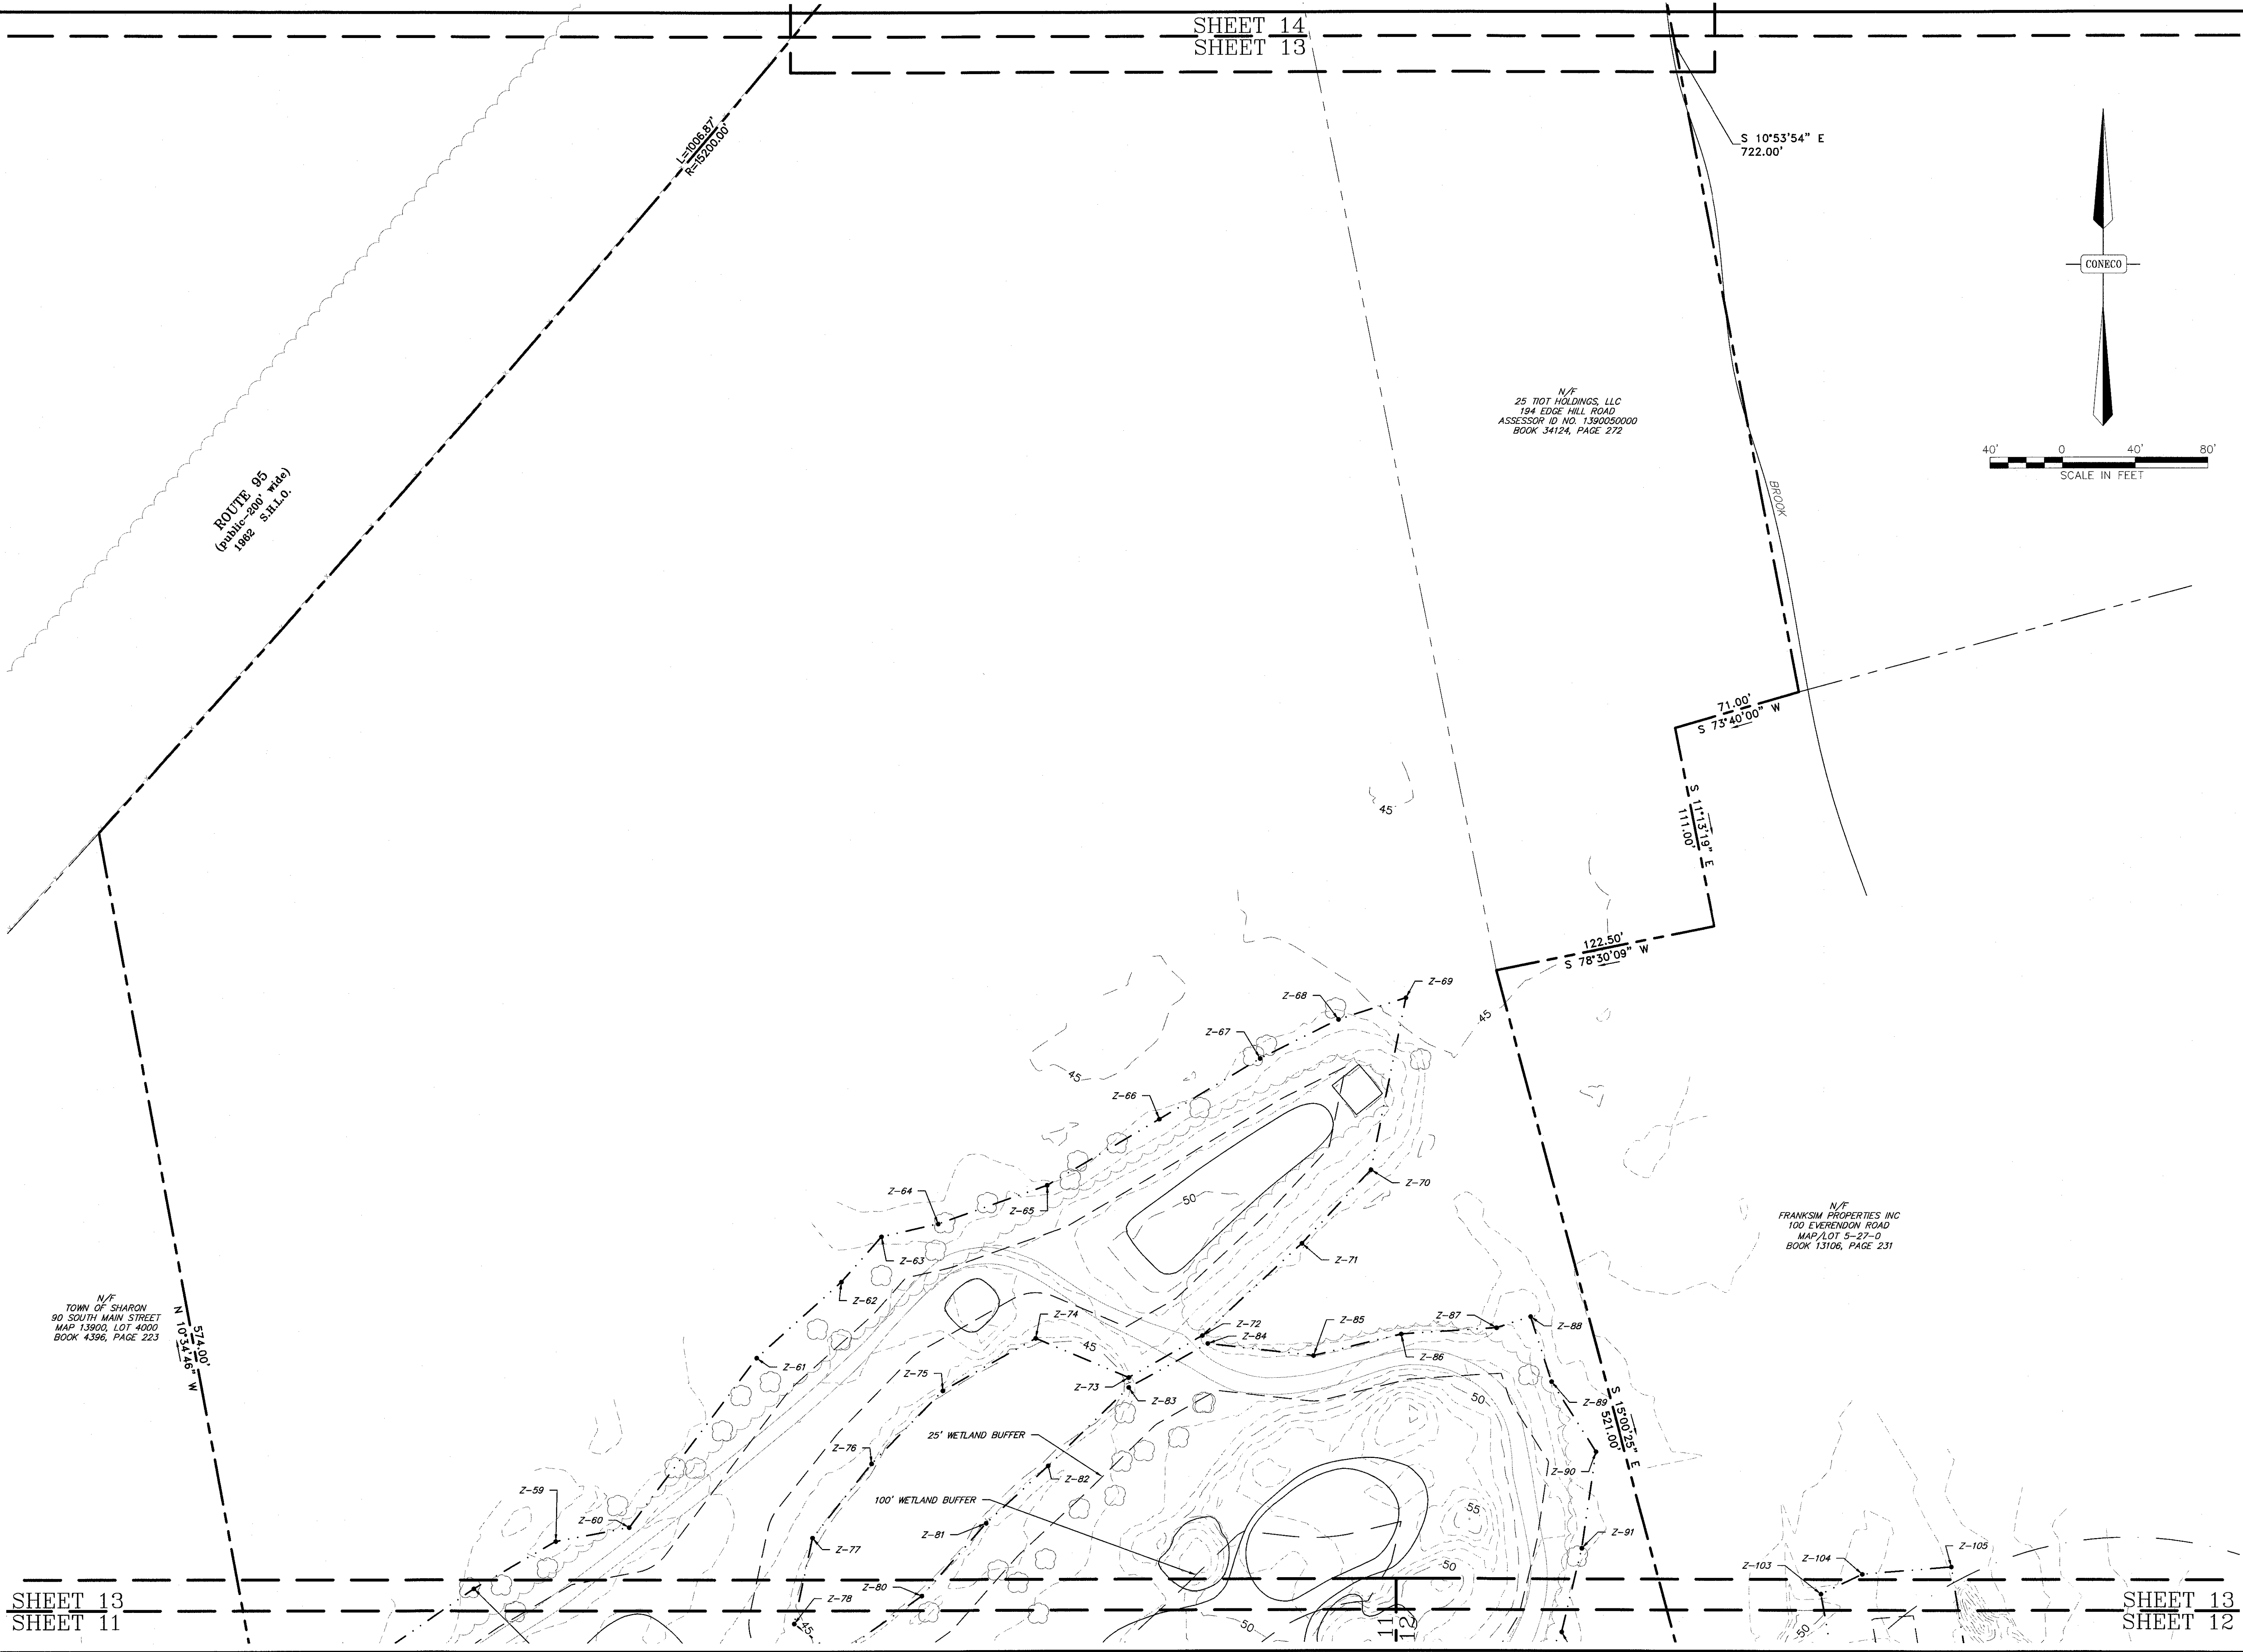 SHEET 14
SHEET 13
L=1006.87'
R=15200.00'
S 10°53'54" E
722.00'
CONECO
N/F
25 TIOT HOLDINGS, LLC
194 EDGE HILL ROAD
ASSESSOR ID NO. 1390050000
BOOK 34124, PAGE 272
40' 0 40' 80'
SCALE IN FEET
ROUTE 95
(public-200' wide)
1962 S.H.L.O.
BROOK
71.00'
S 73°40'00" W
S 11°13'19" E
111.00'
45
122.50'
S 78°30'09" W
Z-69
Z-68
45
Z-67
45
Z-66
Z-70
Z-64
50
Z-65
N/F
FRANKSIM PROPERTIES INC
100 EVERENDON ROAD
MAP/LOT 5-27-0
BOOK 13106, PAGE 231
Z-63
Z-71
Z-62
N/F
TOWN OF SHARON
90 SOUTH MAIN STREET
MAP 13900, LOT 4000
BOOK 4396, PAGE 223
574.00'
N 10°34'46" W
Z-74
Z-72
Z-84
Z-85
Z-87
Z-88
45
Z-86
Z-61
Z-75
Z-73
Z-83
50
Z-89
S 15°00'25" E
521.00'
25' WETLAND BUFFER
Z-76
Z-82
Z-90
Z-59
100' WETLAND BUFFER
55
Z-60
Z-81
Z-77
Z-91
Z-105
Z-104
Z-103
50
Z-80
Z-78
45
50
11
12
50
SHEET 13
SHEET 11
SHEET 13
SHEET 12